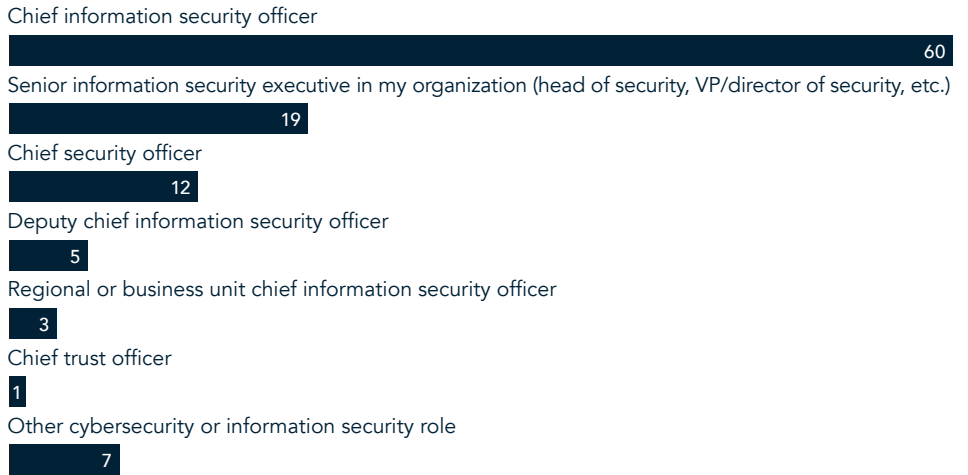 Chief information security officer
60
Senior information security executive in my organization (head of security, VP/director of security, etc.)
19
Chief security officer
12
Deputy chief information security officer
5
Regional or business unit chief information security officer
3
Chief trust officer
1
Other cybersecurity or information security role
7